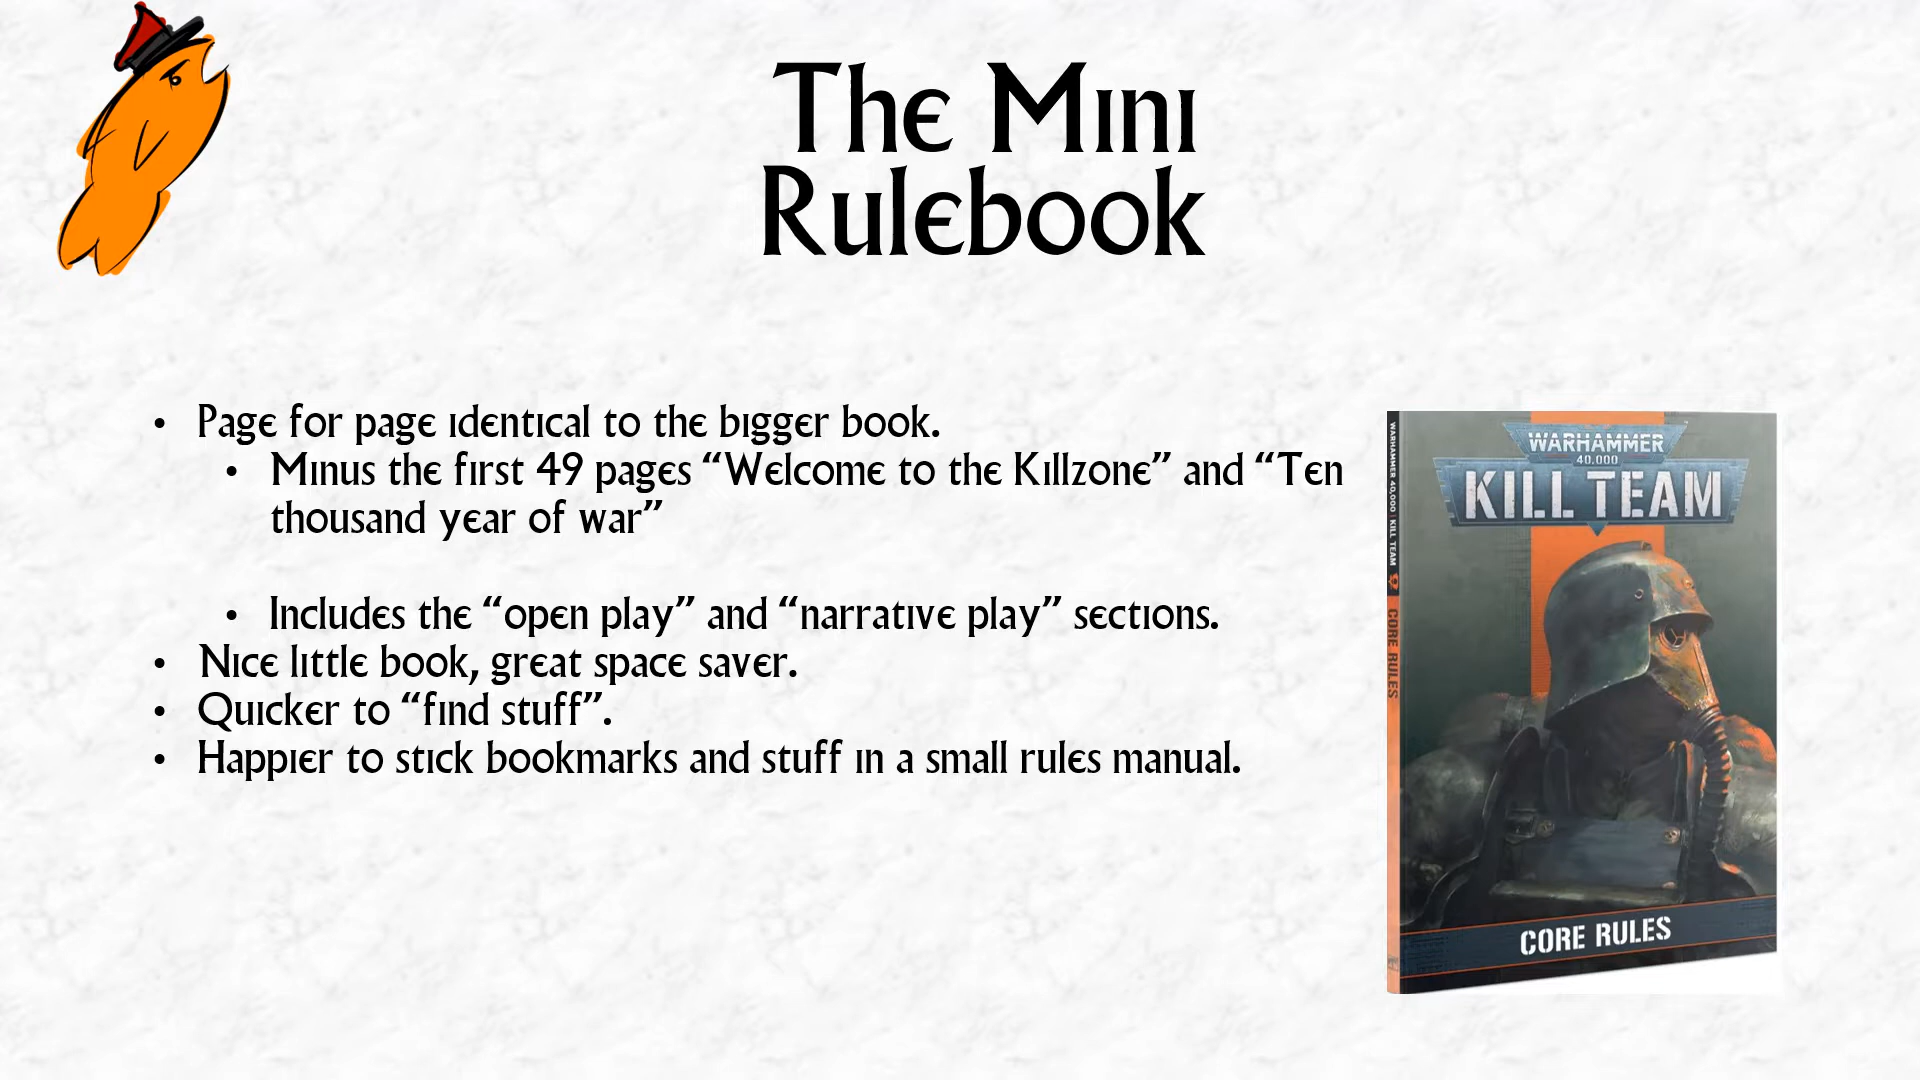 The Mini
Rulebook
• Page for page identical to the bigger book.
• Minus the first 49 pages “Welcome to the Killzone” and “Ten
thousand year of war”
• Includes the “open play” and “narrative play” sections.
• Nice little book, great space saver.
• Quicker to “find stuff”.
• Happier to stick bookmarks and stuff in a small rules manual.
WARHAMMER
40,000
KILL TEAM
CORE RULES
WARHAMMER 40,000 KILL TEAM
CORE RULES